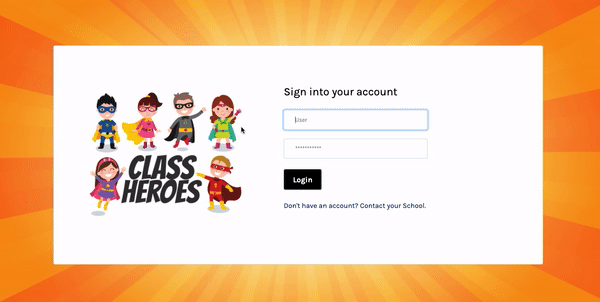 Sign into your account
User
***********
Login
Don't have an account? Contact your School.
CLASS
HEROES